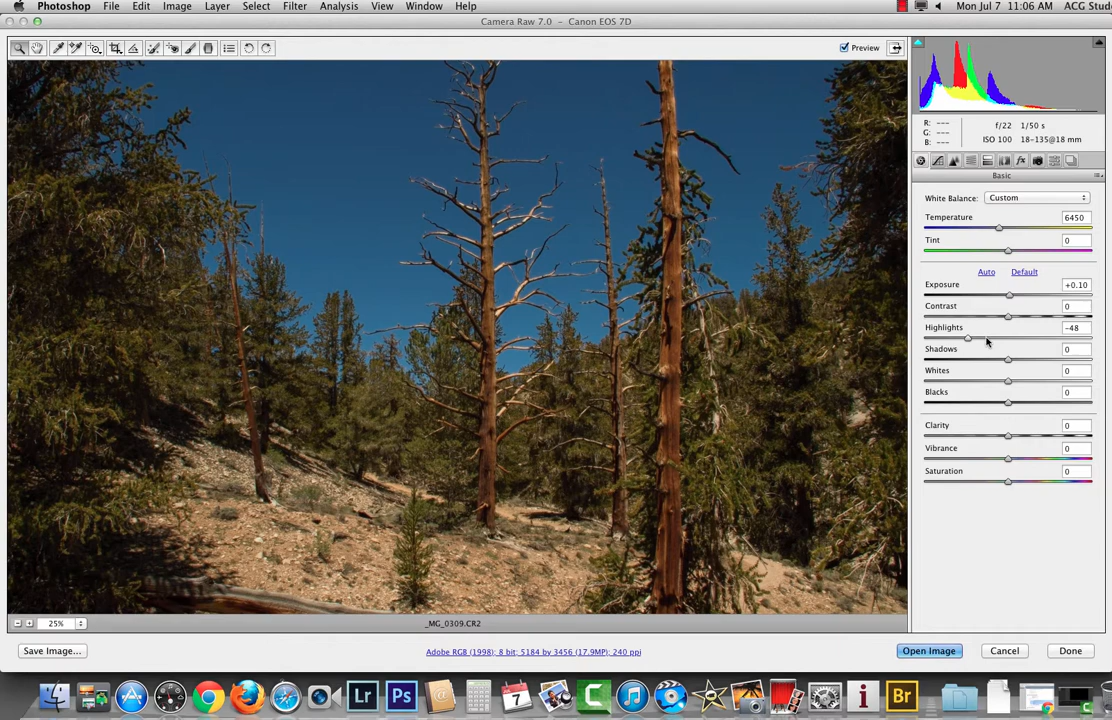 Photoshop File Edit Image Layer Select Filter Analysis View Window Help Mon Jul 7 11:06 AM ACG Stud
Camera Raw 7.0 - Canon EOS 7D
Preview
R: ---
G: ---
B: ---
f/22 1/50 s
ISO 100 18-135@18 mm
fx
Basic
White Balance: Custom
Temperature 6450
Tint 0
Auto Default
Exposure +0.10
Contrast 0
Highlights -48
Shadows 0
Whites 0
Blacks 0
Clarity 0
Vibrance 0
Saturation 0
25%
_MG_0309.CR2
Save Image...
Adobe RGB (1998); 8 bit; 5184 by 3456 (17.9MP); 240 ppi
Open Image
Cancel
Done
Lr
Ps
7
C
i
Br